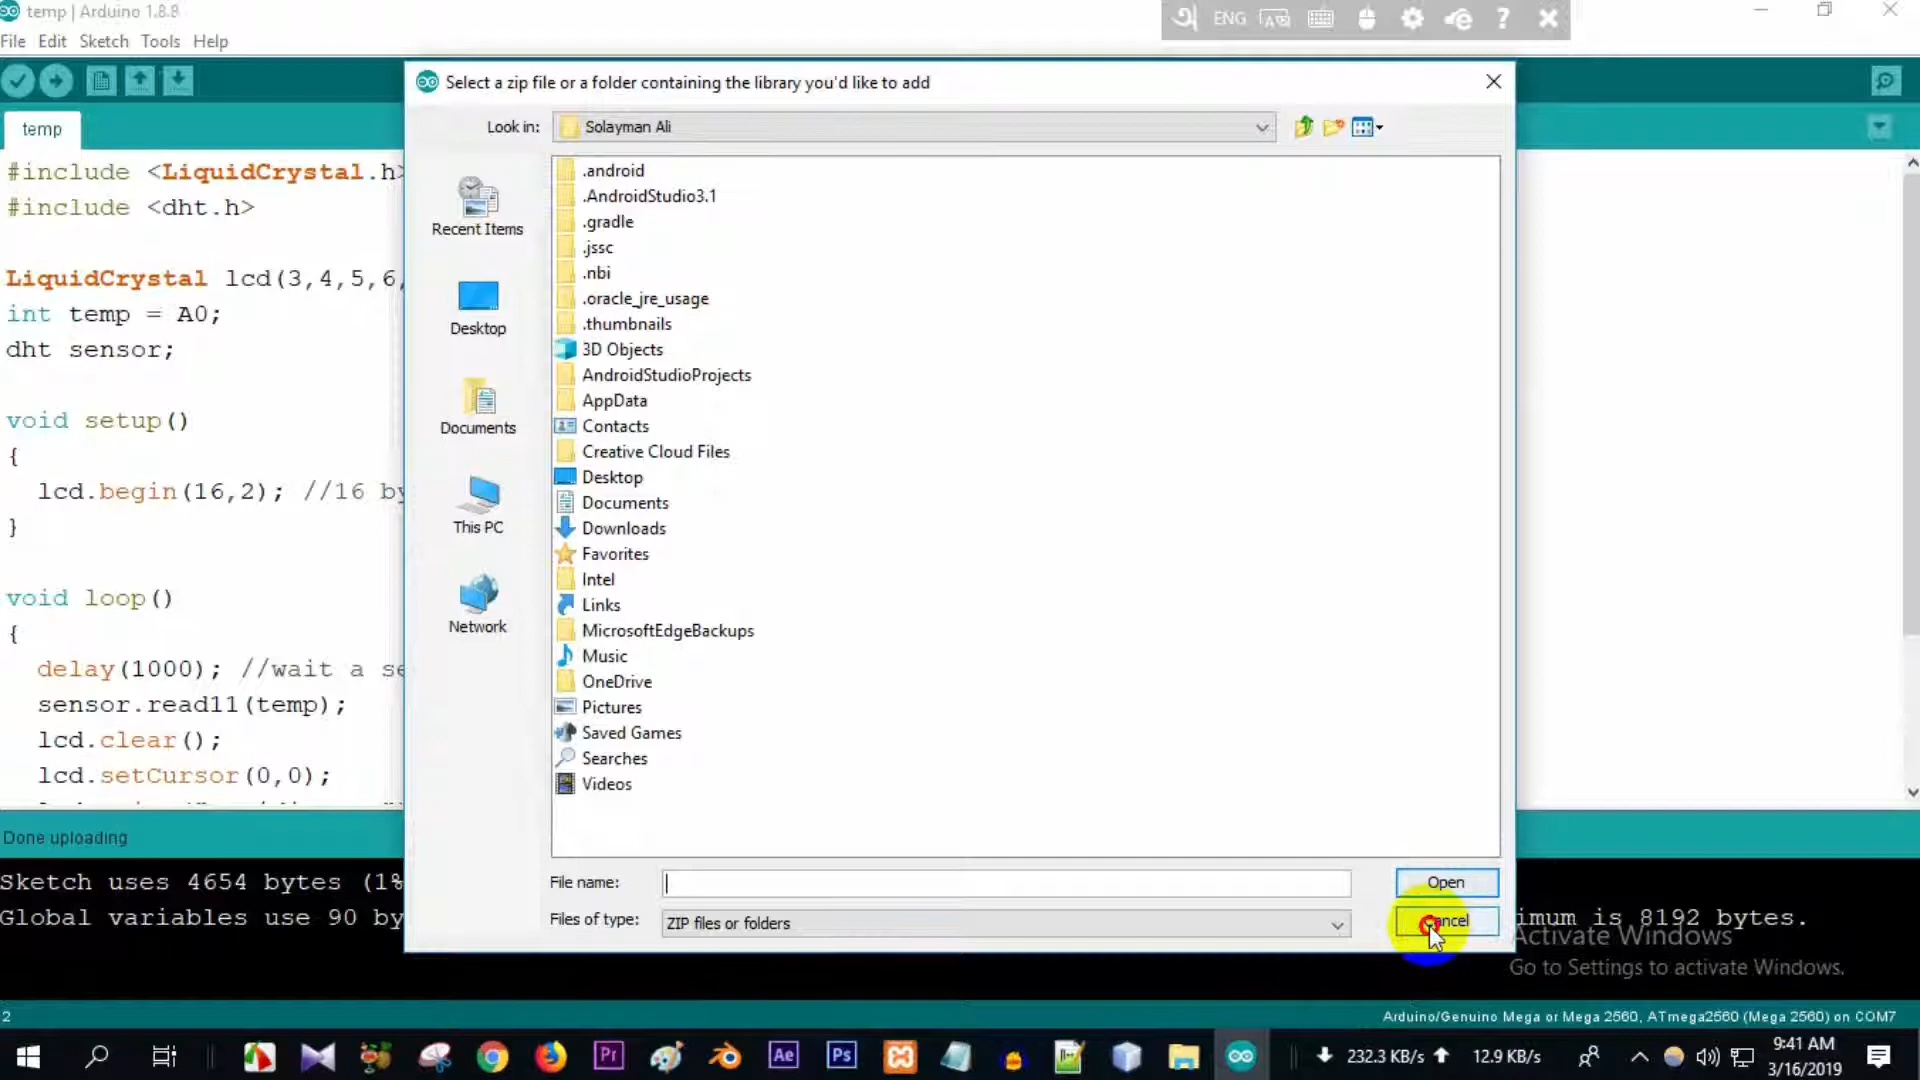 temp | Arduino 1.8.8
ENG
File Edit Sketch Tools Help
temp
#include <LiquidCrystal.h>
#include <dht.h>
LiquidCrystal lcd(3,4,5,6,
int temp = A0;
dht sensor;
void setup()
{
lcd.begin(16,2); //16 by
}
void loop()
{
delay(1000); //wait a se
sensor.read11(temp);
lcd.clear();
lcd.setCursor(0,0);
Select a zip file or a folder containing the library you'd like to add
Look in: Solayman Ali
Recent Items
Desktop
Documents
This PC
Network
.android
.AndroidStudio3.1
.gradle
.jssc
.nbi
.oracle_jre_usage
.thumbnails
3D Objects
AndroidStudioProjects
AppData
Contacts
Creative Cloud Files
Desktop
Documents
Downloads
Favorites
Intel
Links
MicrosoftEdgeBackups
Music
OneDrive
Pictures
Saved Games
Searches
Videos
File name:
Open
Files of type: ZIP files or folders
Cancel
Done uploading
Sketch uses 4654 bytes (1%
Global variables use 90 by
imum is 8192 bytes.
Activate Windows
Go to Settings to activate Windows.
2
Arduino/Genuino Mega or Mega 2560, ATmega2560 (Mega 2560) on COM7
Pr
Ae
Ps
232.3 KB/s
12.9 KB/s
9:41 AM
3/16/2019